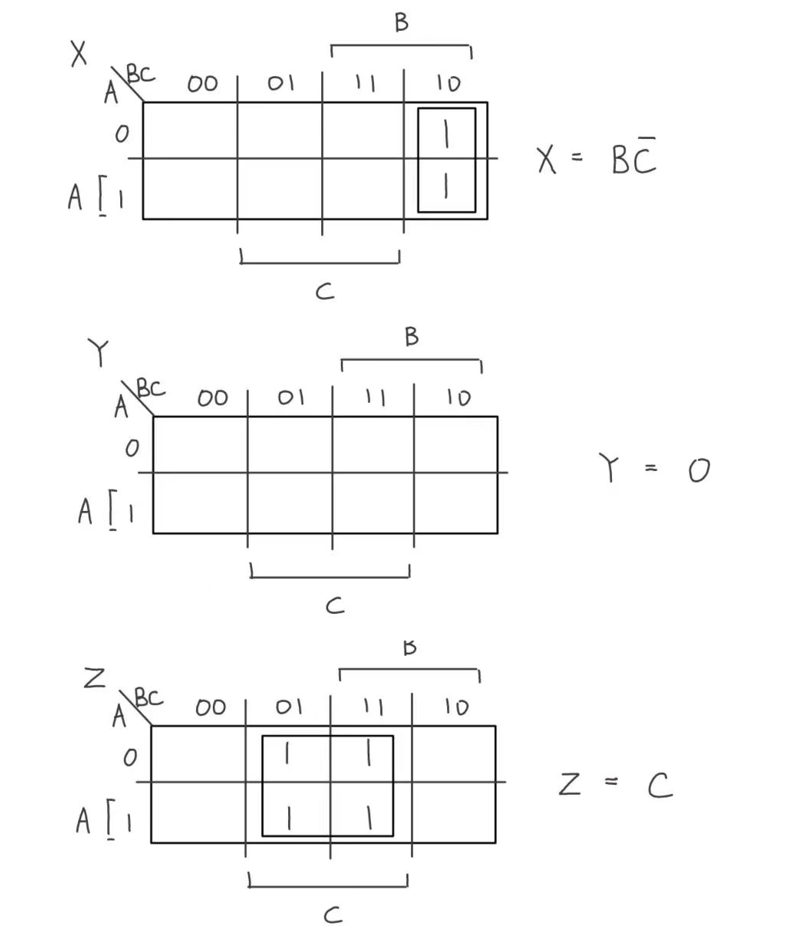 B
X
BC
A
00 01 11 10
0 1
X = BC̅
A [ 1 1
C
Y
B
BC
A
00 01 11 10
0
Y = 0
A [ 1
C
Z
B
BC
A
00 01 11 10
0 1 1
Z = C
A [ 1 1 1
C